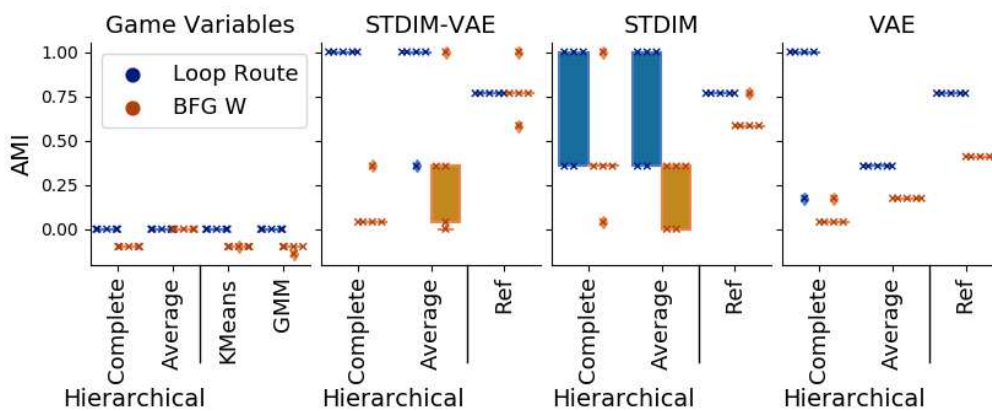 Game Variables STDIM-VAE STDIM VAE
1.00
0.75
0.50
0.25
0.00
AMI
Loop Route
BFG W
Complete Average KMeans GMM Complete Average Ref Complete Average Ref Complete Average Ref
Hierarchical Hierarchical Hierarchical Hierarchical